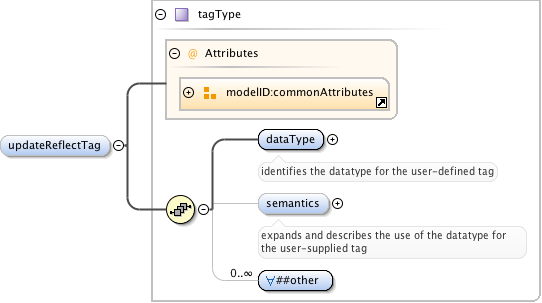 tagType
@ Attributes
modelID:commonAttributes
updateReflectTag
dataType
identifies the datatype for the user-defined tag
semantics
expands and describes the use of the datatype for
the user-supplied tag
0..∞
∀##other